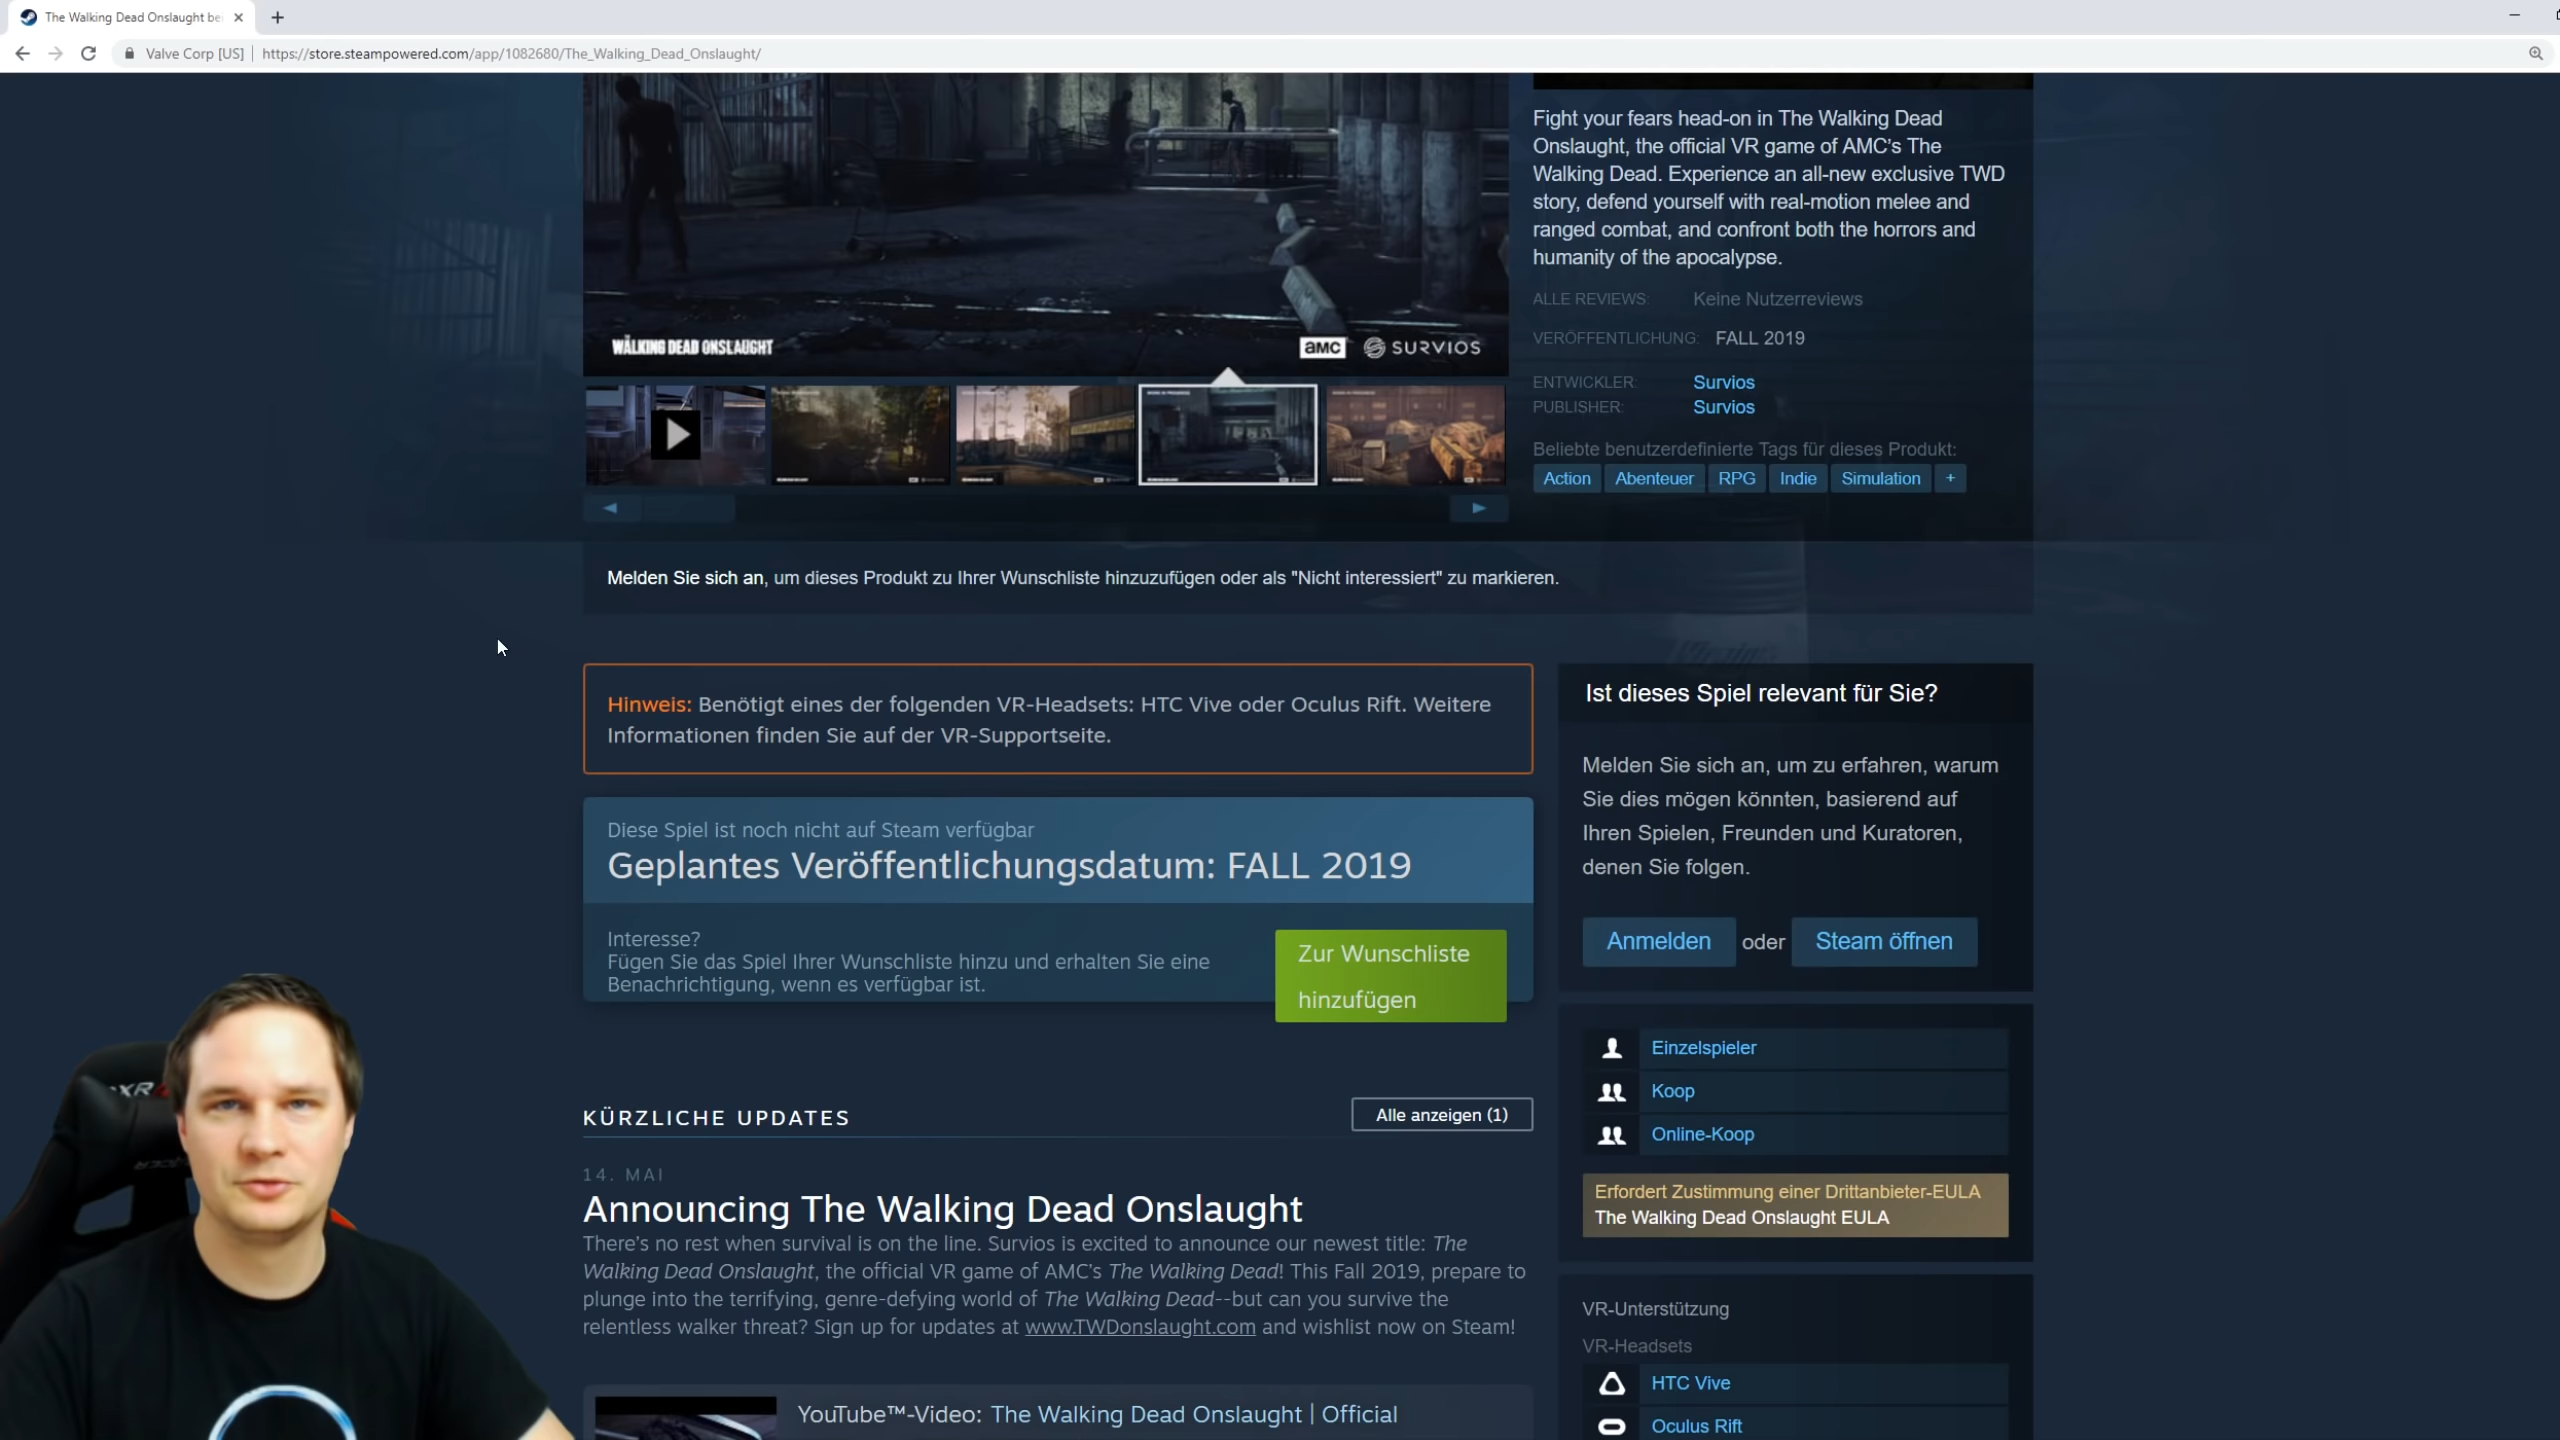 The Walking Dead Onslaught be
Valve Corp [US]
https://store.steampowered.com/app/1082680/The_Walking_Dead_Onslaught/
THE WALKING DEAD ONSLAUGHT
amc
SURVIOS
Fight your fears head-on in The Walking Dead
Onslaught, the official VR game of AMC's The
Walking Dead. Experience an all-new exclusive TWD
story, defend yourself with real-motion melee and
ranged combat, and confront both the horrors and
humanity of the apocalypse.
ALLE REVIEWS: Keine Nutzerreviews
VERÖFFENTLICHUNG: FALL 2019
ENTWICKLER: Survios
PUBLISHER: Survios
Beliebte benutzerdefinierte Tags für dieses Produkt:
Action Abenteuer RPG Indie Simulation +
Melden Sie sich an, um dieses Produkt zu Ihrer Wunschliste hinzuzufügen oder als "Nicht interessiert" zu markieren.
Hinweis: Benötigt eines der folgenden VR-Headsets: HTC Vive oder Oculus Rift. Weitere
Informationen finden Sie auf der VR-Supportseite.
Diese Spiel ist noch nicht auf Steam verfügbar
Geplantes Veröffentlichungsdatum: FALL 2019
Interesse?
Fügen Sie das Spiel Ihrer Wunschliste hinzu und erhalten Sie eine
Benachrichtigung, wenn es verfügbar ist.
Zur Wunschliste
hinzufügen
KÜRZLICHE UPDATES
Alle anzeigen (1)
14. MAI
Announcing The Walking Dead Onslaught
There's no rest when survival is on the line. Survios is excited to announce our newest title: The
Walking Dead Onslaught, the official VR game of AMC's The Walking Dead! This Fall 2019, prepare to
plunge into the terrifying, genre-defying world of The Walking Dead--but can you survive the
relentless walker threat? Sign up for updates at www.TWDonslaught.com and wishlist now on Steam!
YouTube™-Video: The Walking Dead Onslaught | Official
Ist dieses Spiel relevant für Sie?
Melden Sie sich an, um zu erfahren, warum
Sie dies mögen könnten, basierend auf
Ihren Spielen, Freunden und Kuratoren,
denen Sie folgen.
Anmelden oder Steam öffnen
Einzelspieler
Koop
Online-Koop
Erfordert Zustimmung einer Drittanbieter-EULA
The Walking Dead Onslaught EULA
VR-Unterstützung
VR-Headsets
HTC Vive
Oculus Rift